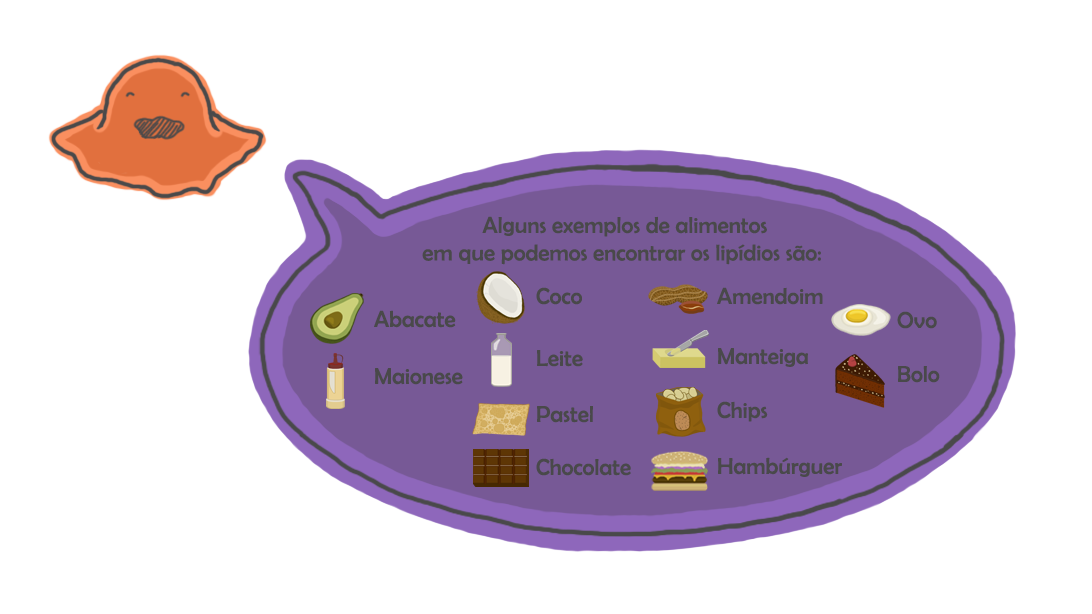 Alguns exemplos de alimentos
em que podemos encontrar os lipídios são:
Abacate
Maionese
Coco
Leite
Pastel
Chocolate
Amendoim
Manteiga
Chips
Hambúrguer
Ovo
Bolo